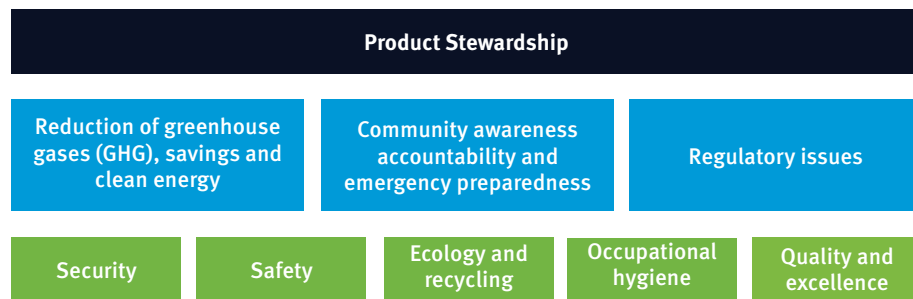 Product Stewardship
Reduction of greenhouse
gases (GHG), savings and
clean energy
Community awareness
accountability and
emergency preparedness
Regulatory issues
Security
Safety
Ecology and
recycling
Occupational
hygiene
Quality and
excellence